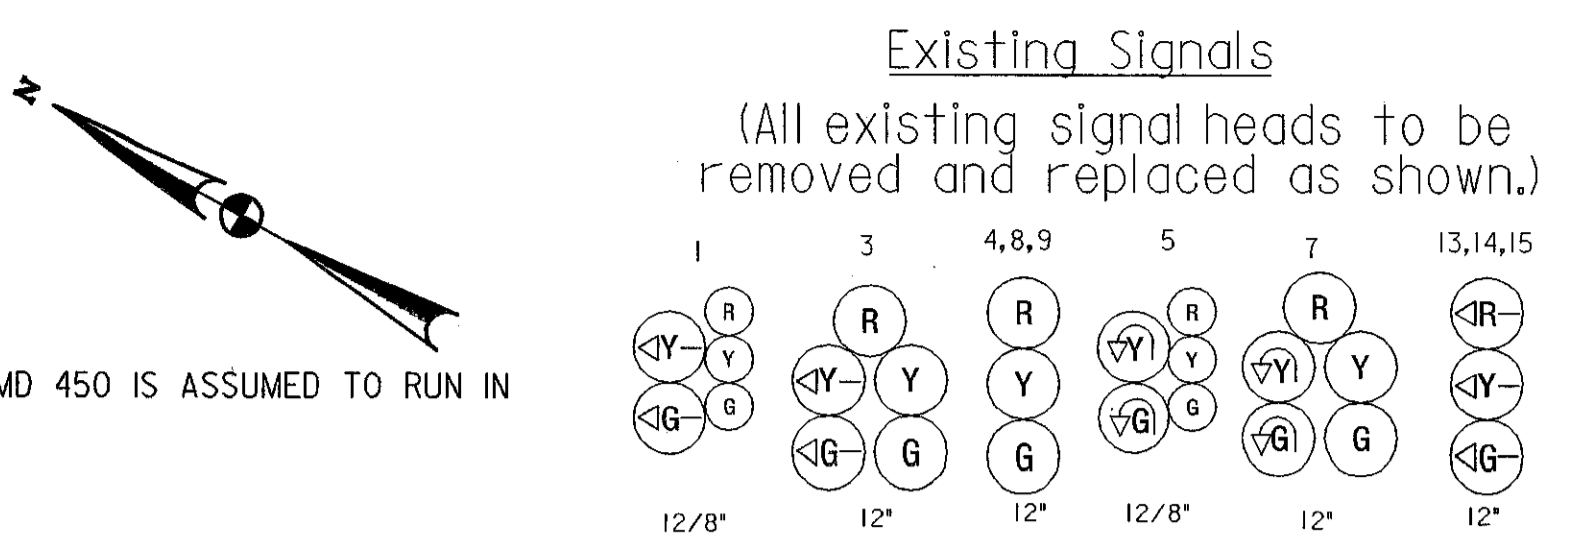 N
Existing Signals
(All existing signal heads to be
removed and replaced as shown.)
MD 450 IS ASSUMED TO RUN IN
1 3 4,8,9 5 7 13,14,15
R R R R R R
Y Y Y Y Y Y Y Y Y Y
G G G G G G G G G G
12/8" 12" 12" 12/8" 12" 12"